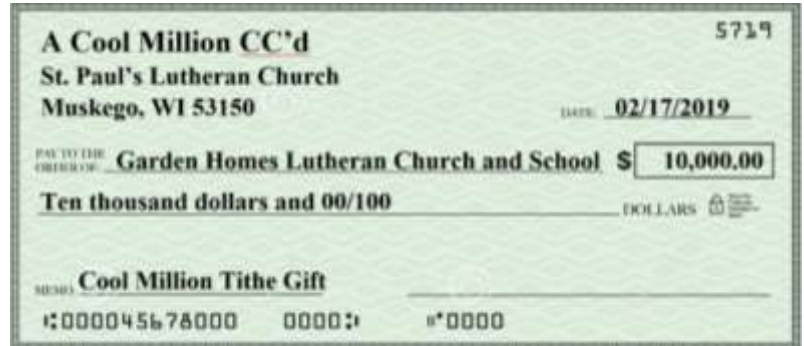 5719
A Cool Million CC'd
St. Paul's Lutheran Church
Muskego, WI 53150
DATE 02/17/2019
PAY TO THE
ORDER OF Garden Homes Lutheran Church and School $ 10,000.00
Ten thousand dollars and 00/100 DOLLARS
MEMO Cool Million Tithe Gift
⑆000045678000 0000⑆ ⑈0000